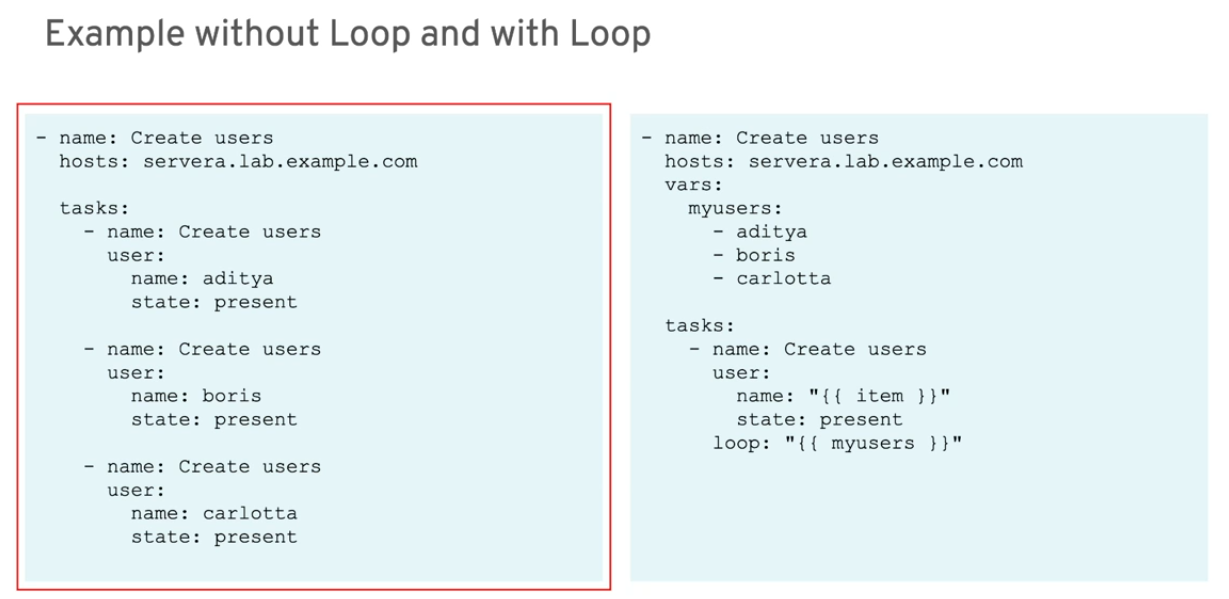 Example without Loop and with Loop
- name: Create users
  hosts: servera.lab.example.com

  tasks:
    - name: Create users
      user:
        name: aditya
        state: present

    - name: Create users
      user:
        name: boris
        state: present

    - name: Create users
      user:
        name: carlotta
        state: present
- name: Create users
  hosts: servera.lab.example.com
  vars:
    myusers:
      - aditya
      - boris
      - carlotta

  tasks:
    - name: Create users
      user:
        name: "{{ item }}"
        state: present
      loop: "{{ myusers }}"